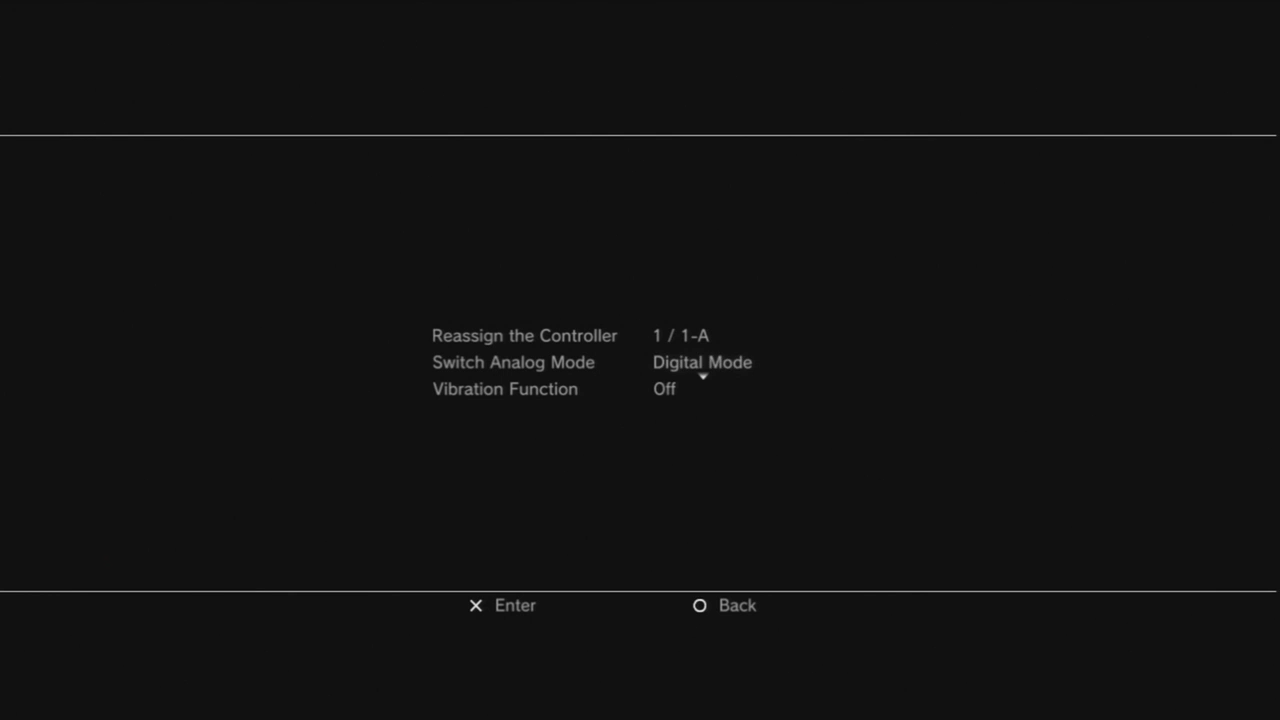 Reassign the Controller 1 / 1-A
Switch Analog Mode Digital Mode
Vibration Function Off
Enter Back